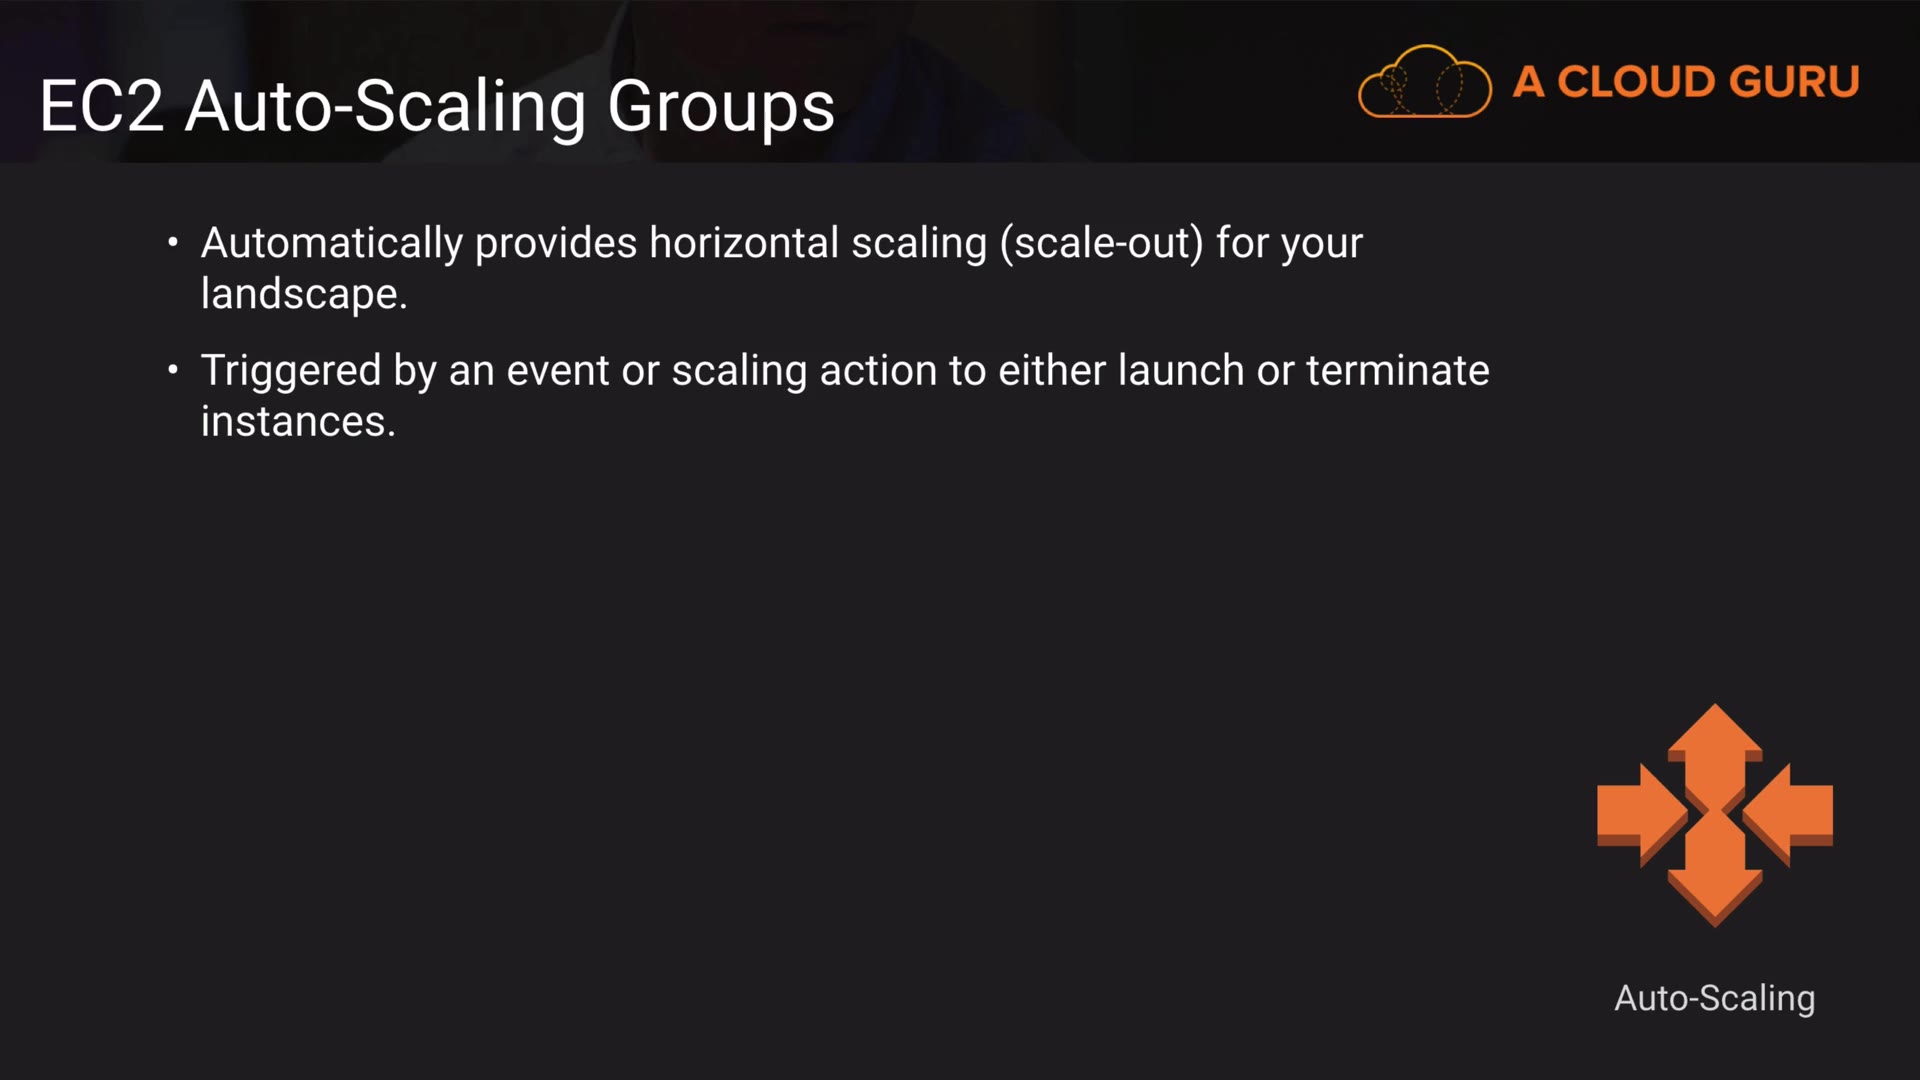 EC2 Auto-Scaling Groups
A CLOUD GURU
• Automatically provides horizontal scaling (scale-out) for your
landscape.
• Triggered by an event or scaling action to either launch or terminate
instances.
Auto-Scaling